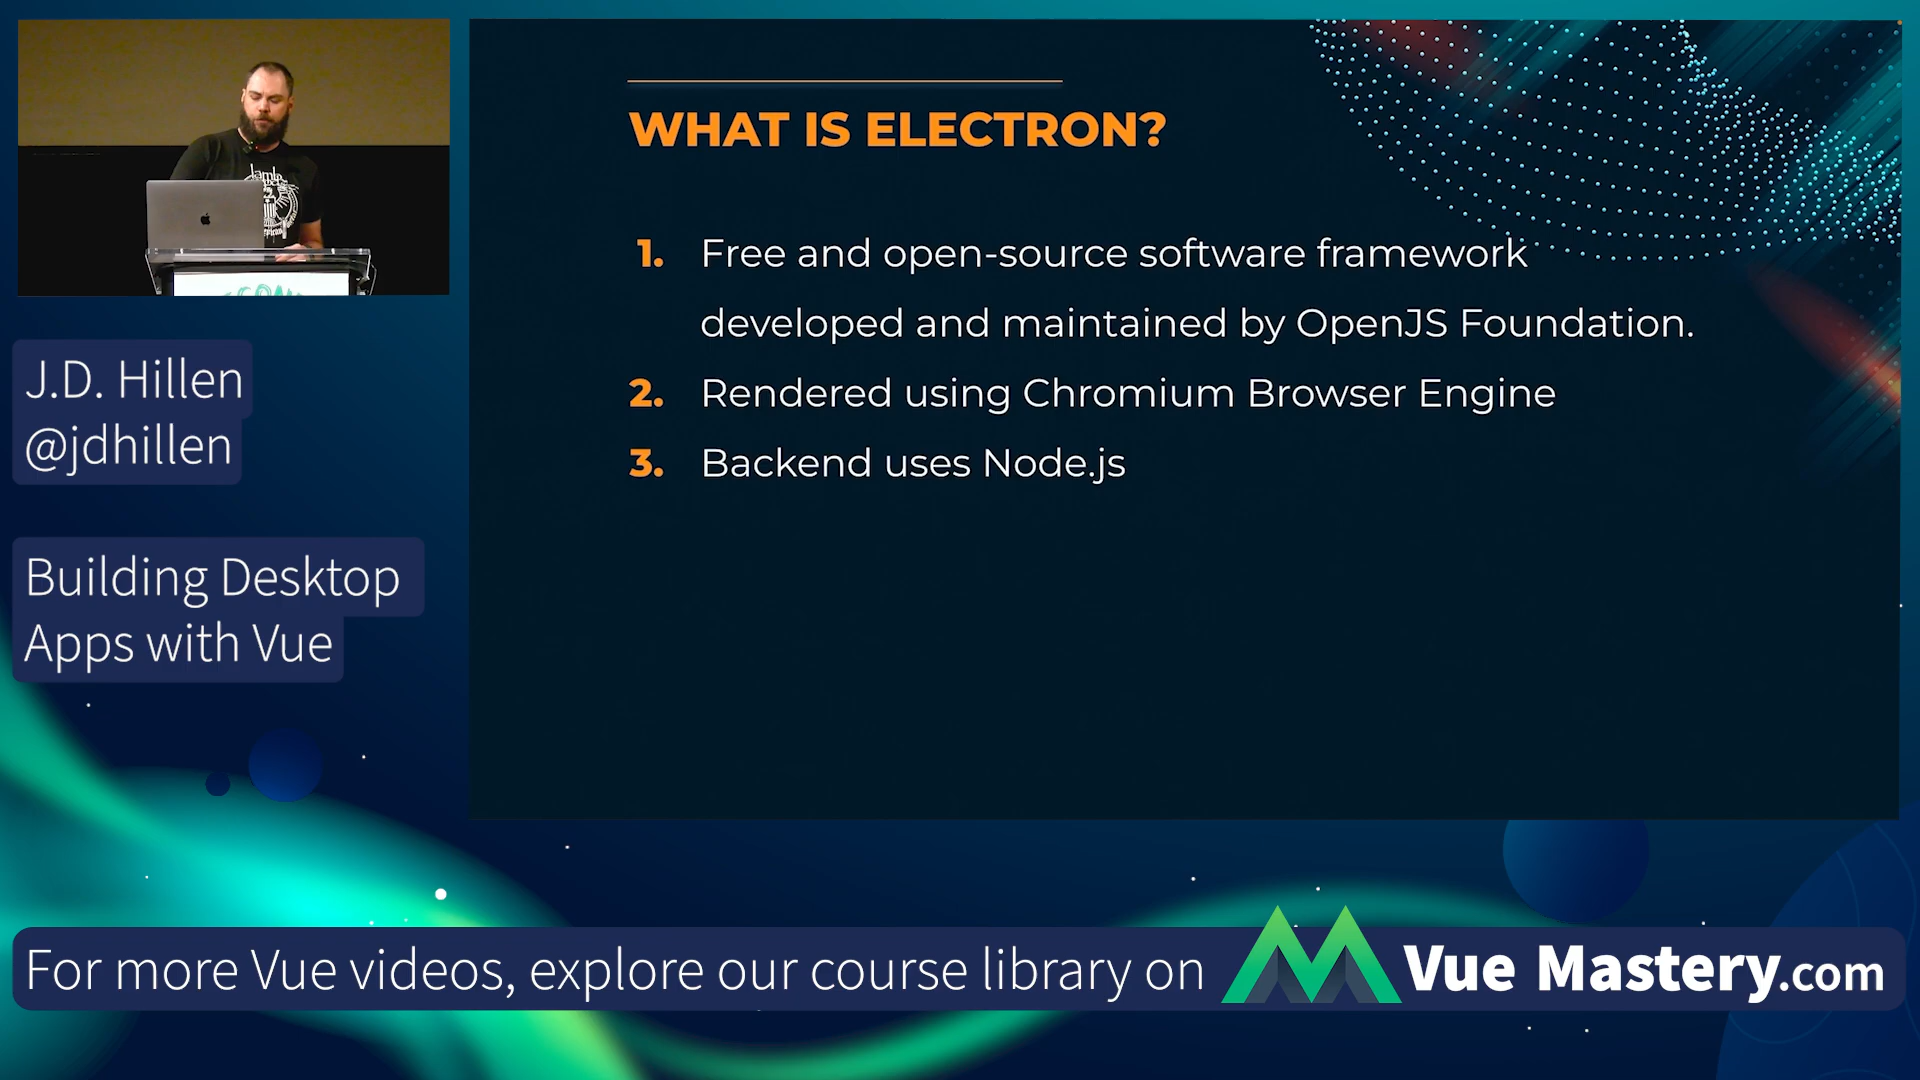 WHAT IS ELECTRON?
1. Free and open-source software framework
developed and maintained by OpenJS Foundation.
2. Rendered using Chromium Browser Engine
3. Backend uses Node.js
J.D. Hillen
@jdhillen
Building Desktop
Apps with Vue
For more Vue videos, explore our course library on Vue Mastery.com